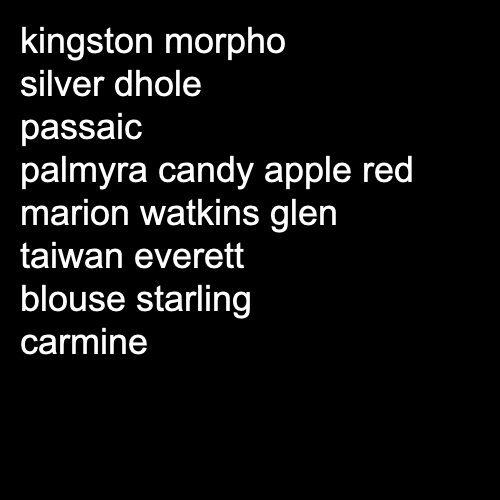 kingston morpho
silver dhole
passaic
palmyra candy apple red
marion watkins glen
taiwan everett
blouse starling
carmine